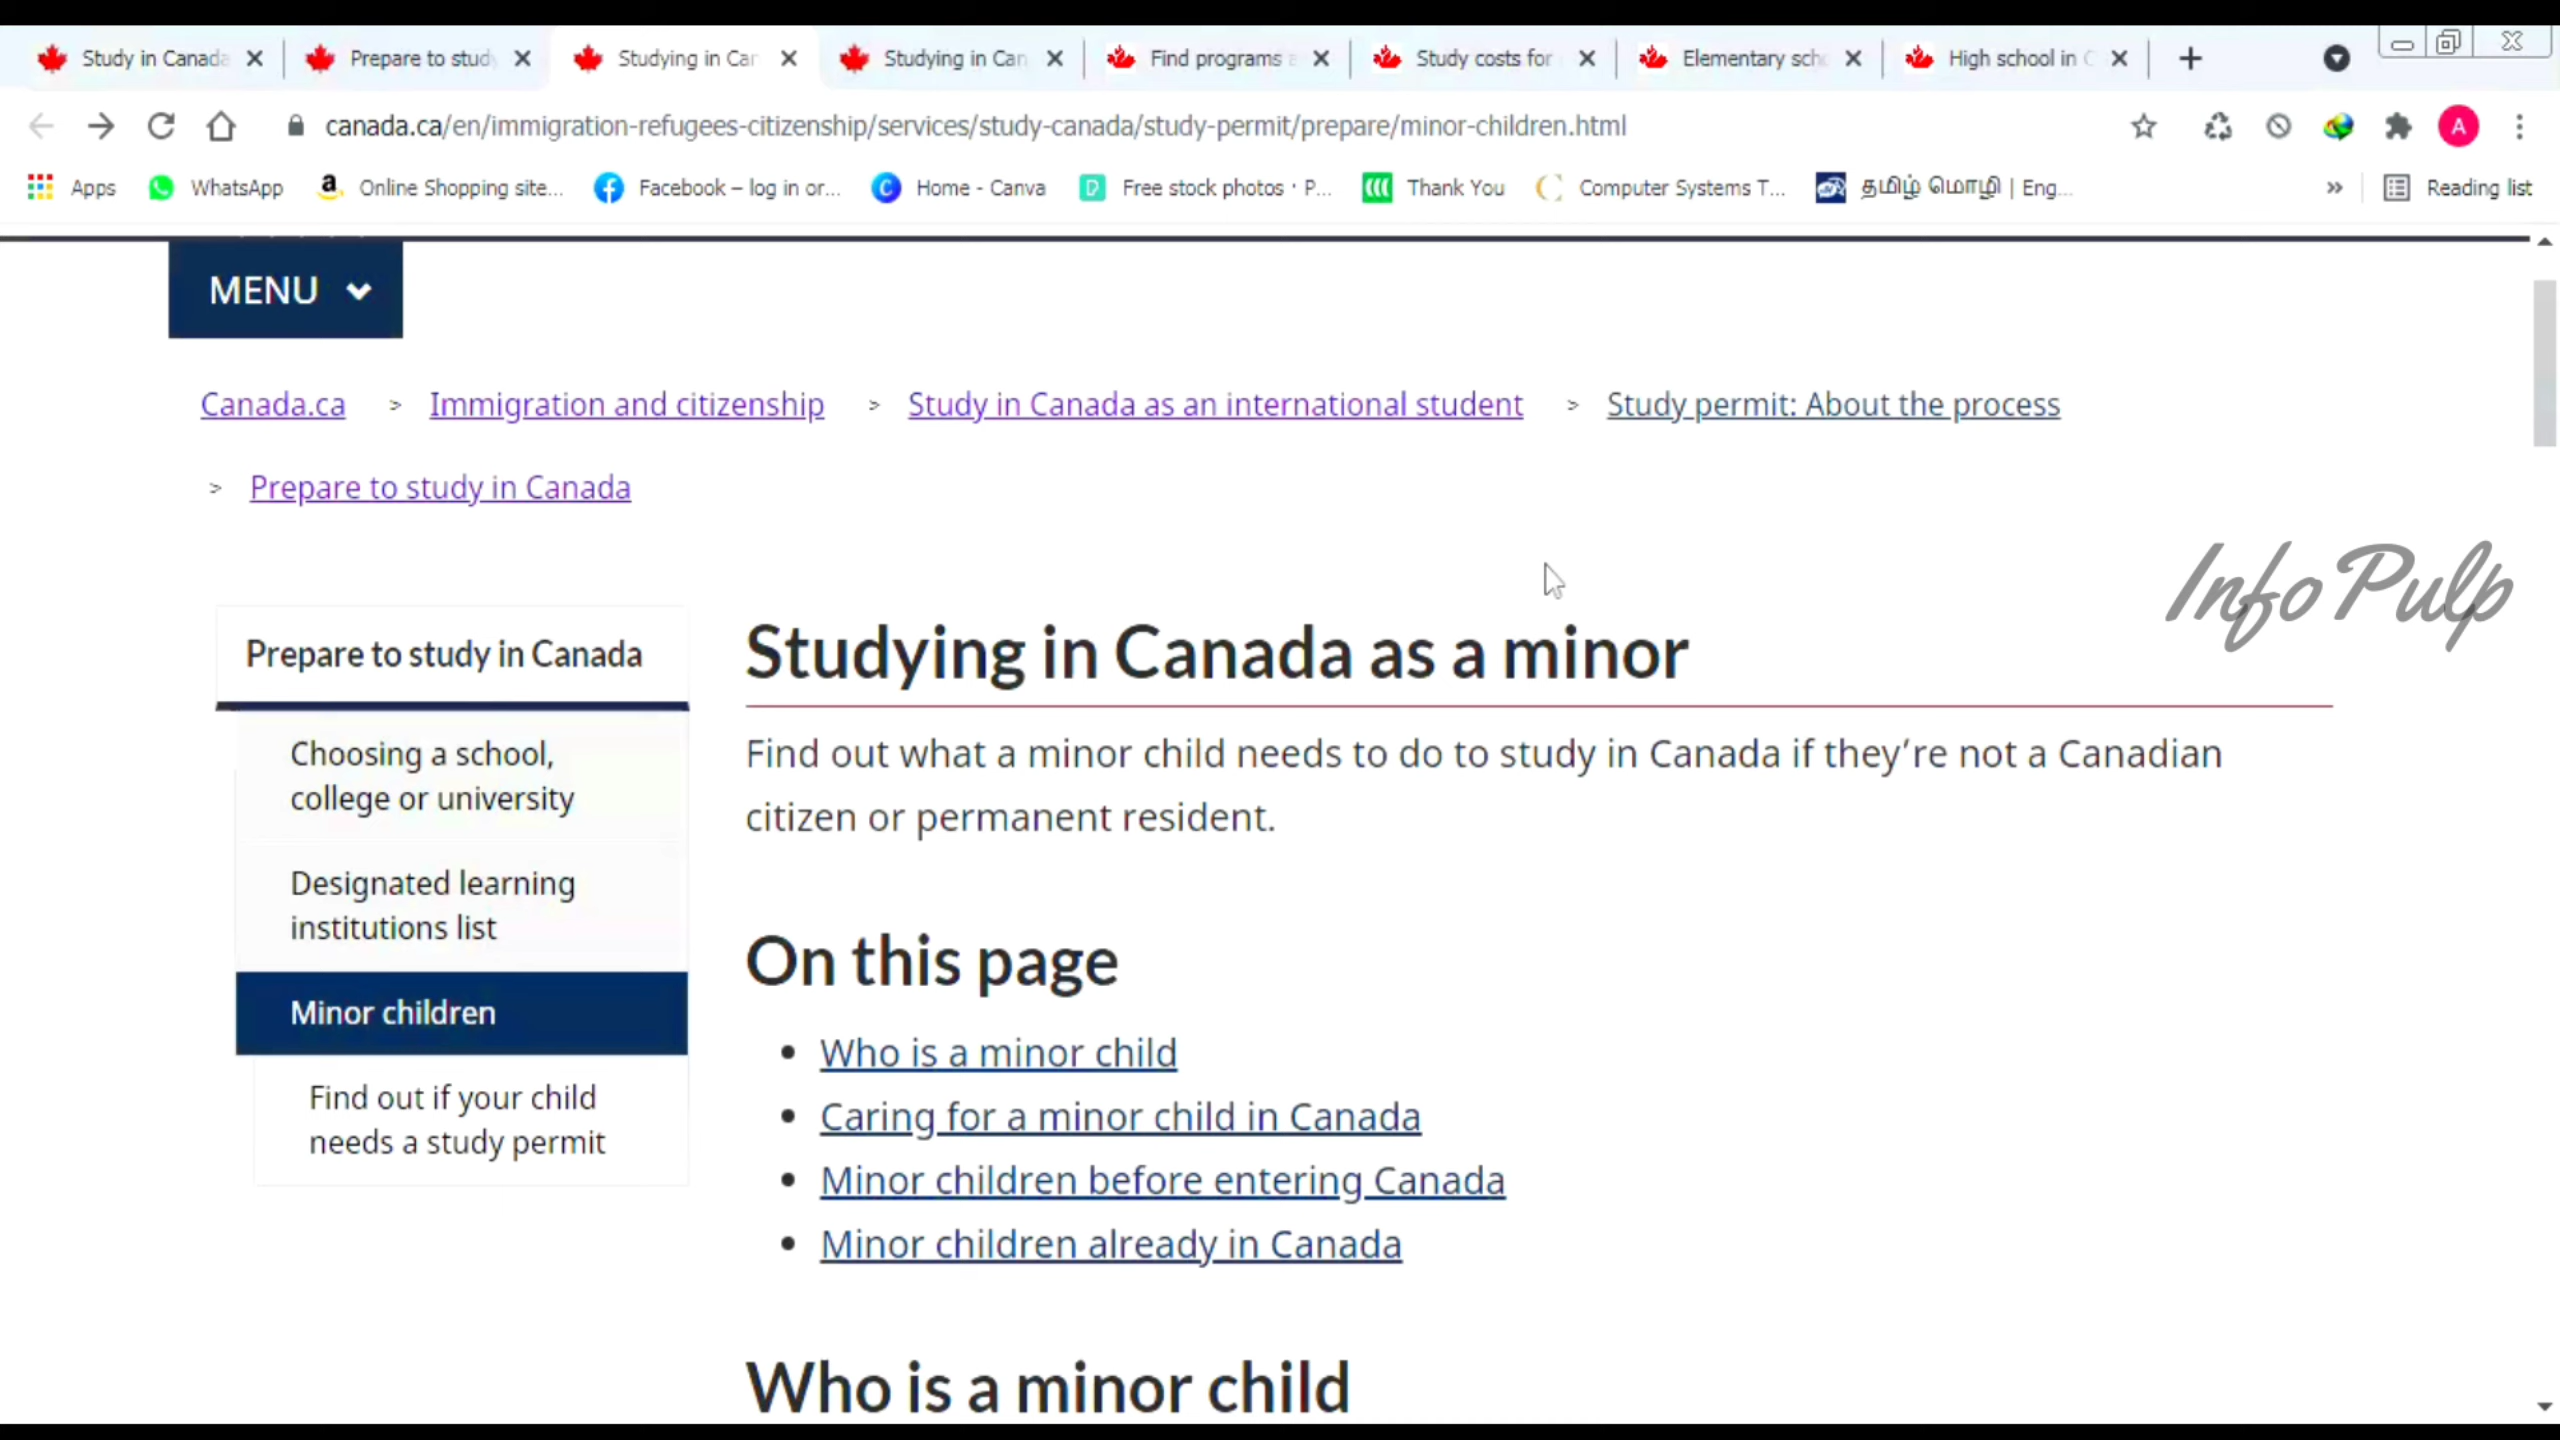 Study in Canada
Prepare to stud
Studying in Can
Studying in Can
Find programs
Study costs for
Elementary sch
High school in C
canada.ca/en/immigration-refugees-citizenship/services/study-canada/study-permit/prepare/minor-children.html
A
Apps
WhatsApp
Online Shopping site...
Facebook – log in or...
Home - Canva
Free stock photos · P...
Thank You
Computer Systems T...
தமிழ் மொழி | Eng...
»
Reading list
MENU
Canada.ca > Immigration and citizenship > Study in Canada as an international student > Study permit: About the process
> Prepare to study in Canada
Info Pulp
Prepare to study in Canada
Choosing a school,
college or university
Designated learning
institutions list
Minor children
Find out if your child
needs a study permit
Studying in Canada as a minor
Find out what a minor child needs to do to study in Canada if they’re not a Canadian
citizen or permanent resident.
On this page
• Who is a minor child
• Caring for a minor child in Canada
• Minor children before entering Canada
• Minor children already in Canada
Who is a minor child